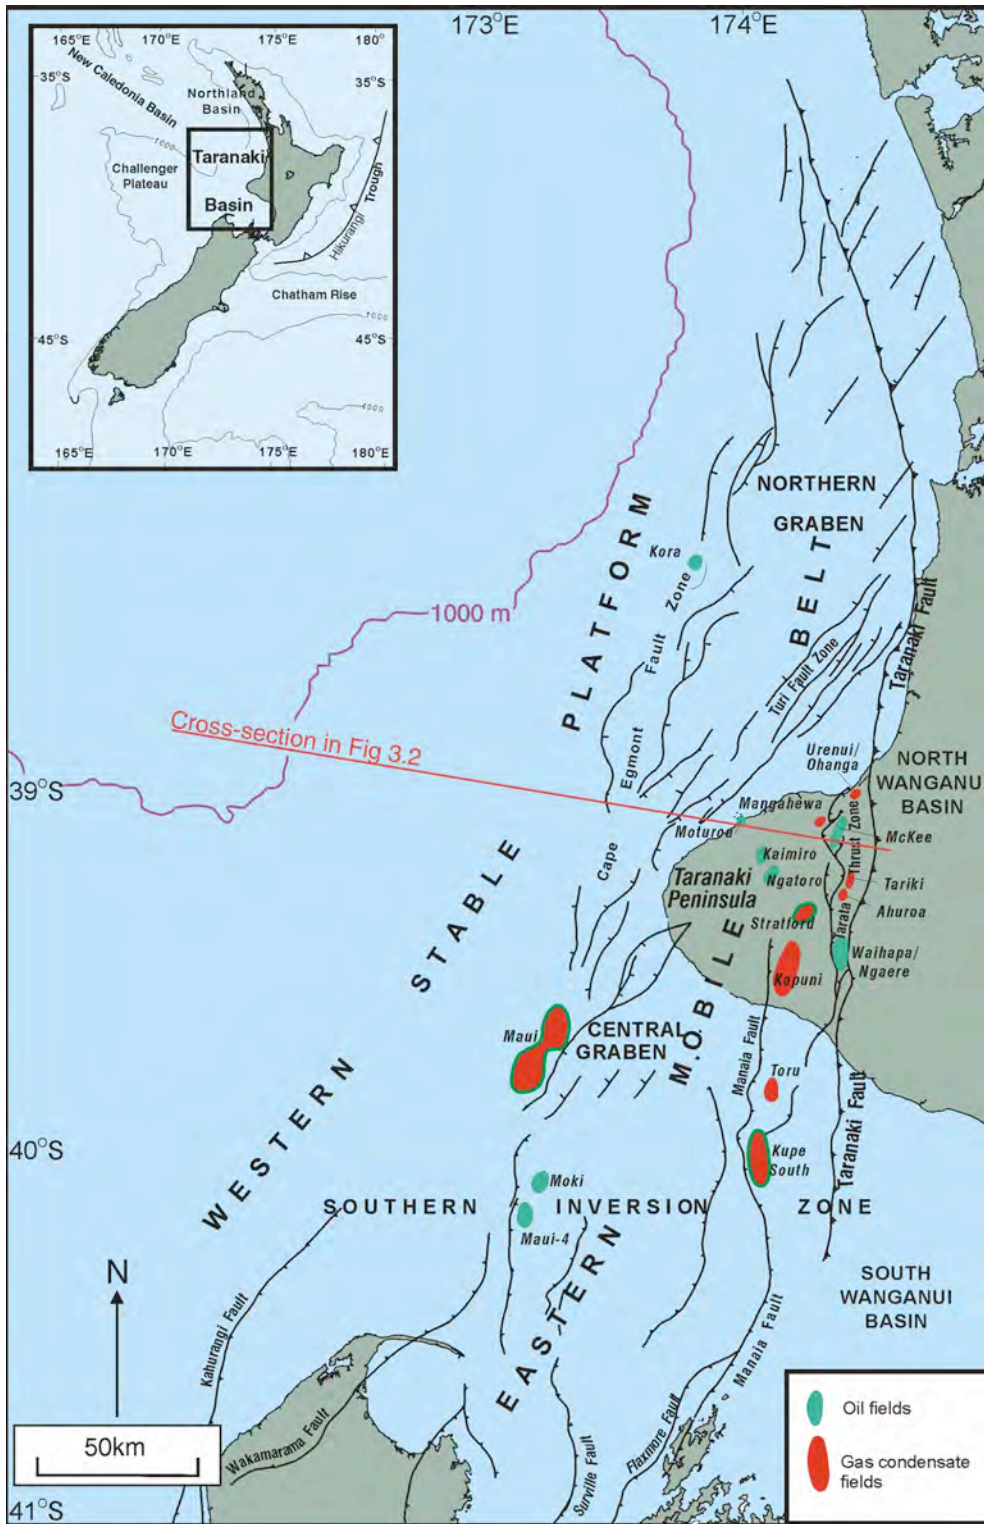 173°E
174°E
165°E
170°E
175°E
180°
New Caledonia Basin
35°S
35°S
Northland
Basin
1000
Taranaki
Basin
Challenger
Plateau
Hikurangi Trough
Chatham Rise
1000
45°S
45°S
1000
165°E
170°E
175°E
180°E
NORTHERN
GRABEN
Kora
1000 m
WESTERN STABLE PLATFORM
EASTERN MOBILE BELT
Cape Egmont Fault Zone
Turi Fault Zone
Taranaki Fault
Cross-section in Fig 3.2
39°S
Urenui/
Ohanga
NORTH
WANGANUI
BASIN
Mangahewa
Moturoa
McKee
Kaimiro
Ngatoro
Taranaki
Peninsula
Tarata Thrust Zone
Tariki
Ahuroa
Stratford
Waihapa/
Ngaere
Kapuni
Maui
CENTRAL
GRABEN
Manaia Fault
Toru
Taranaki Fault
40°S
Kupe
South
Moki
SOUTHERN INVERSION ZONE
Maui-4
SOUTH
WANGANUI
BASIN
N
Kahurangi Fault
Wakamarama Fault
Surville Fault
Flaxmore Fault
Manaia Fault
50km
41°S
Oil fields
Gas condensate
fields